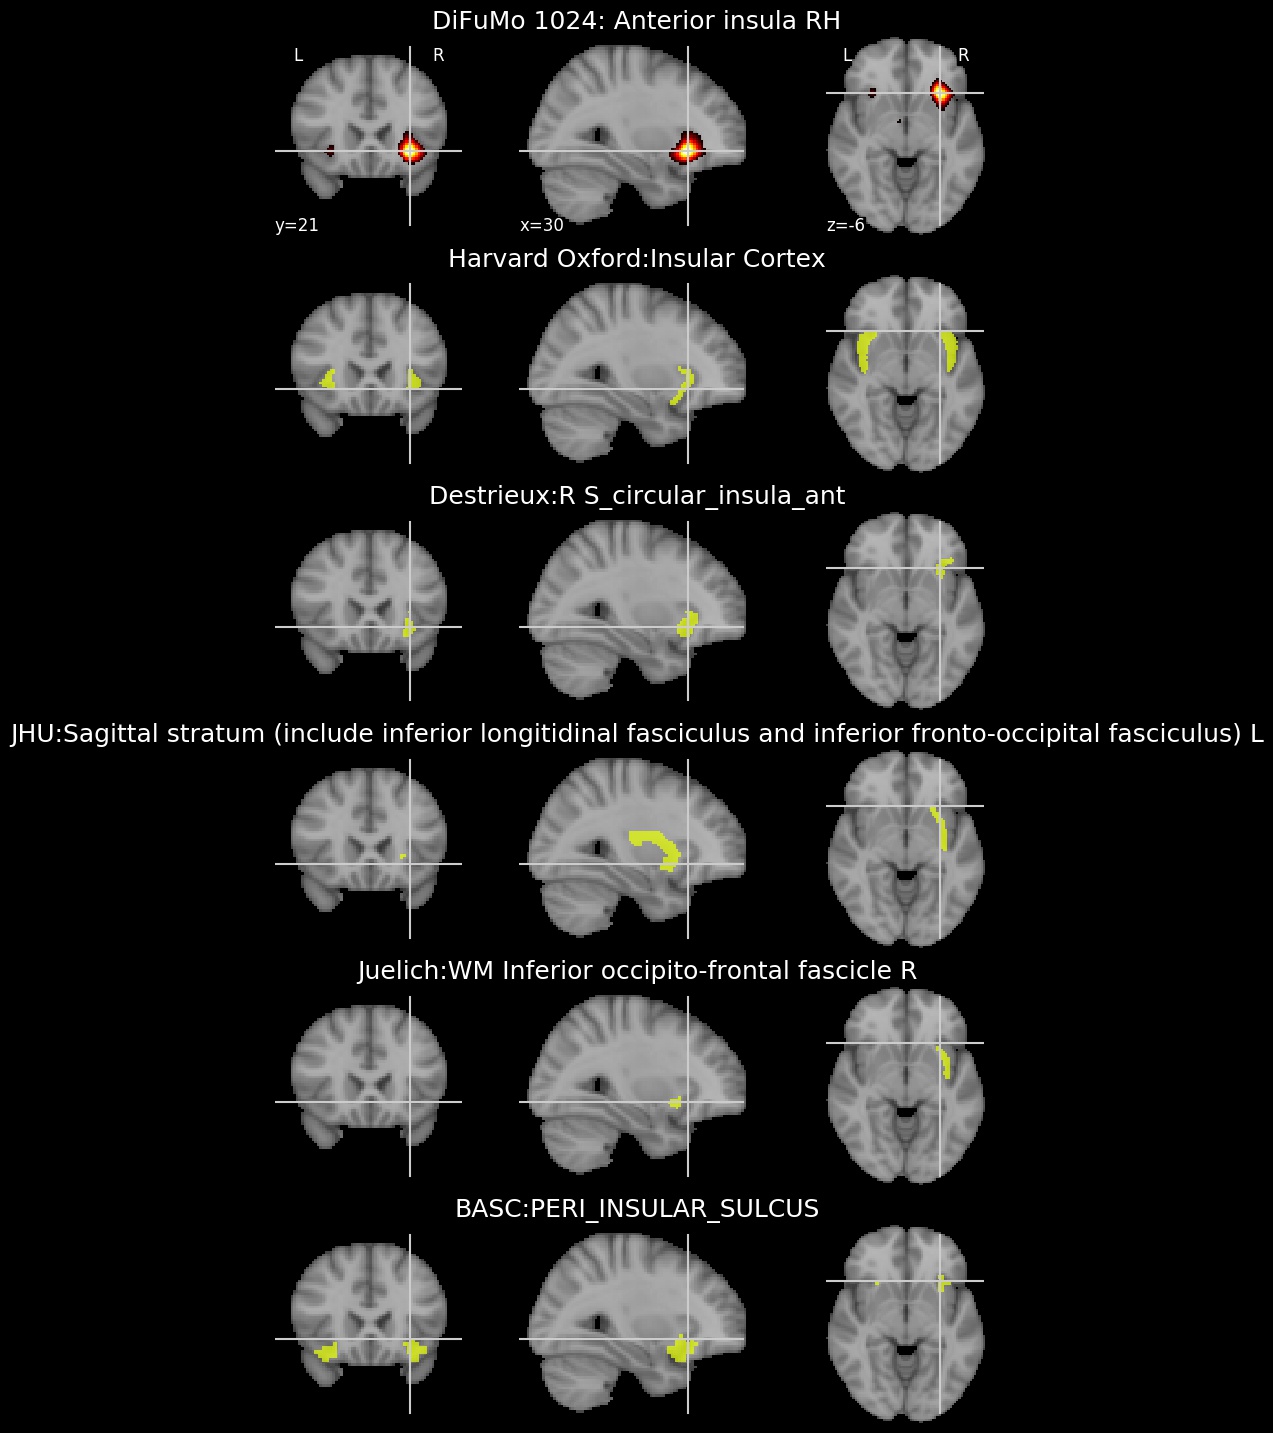 DiFuMo 1024: Anterior insula RH
L R L R
y=21 x=30 z=-6
Harvard Oxford:Insular Cortex
Destrieux:R S_circular_insula_ant
JHU:Sagittal stratum (include inferior longitidinal fasciculus and inferior fronto-occipital fasciculus) L
Juelich:WM Inferior occipito-frontal fascicle R
BASC:PERI_INSULAR_SULCUS